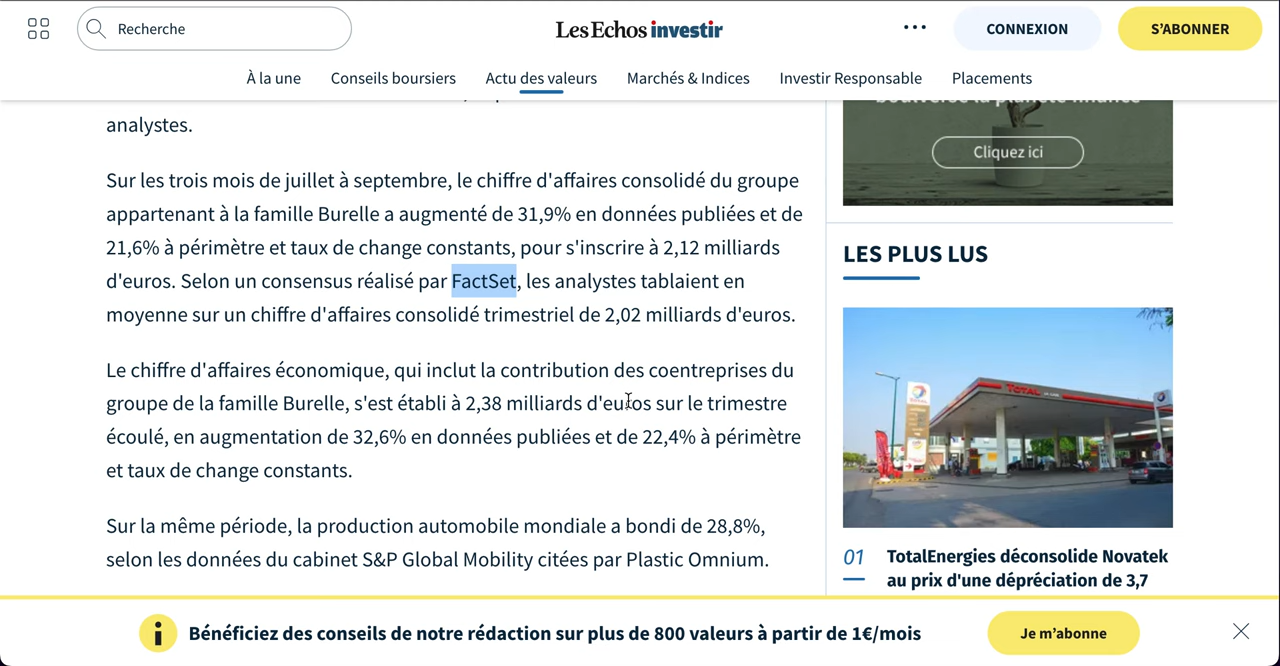 Recherche
Les Echos investir
CONNEXION
S'ABONNER
À la une
Conseils boursiers
Actu des valeurs
Marchés & Indices
Investir Responsable
Placements
analystes.
Sur les trois mois de juillet à septembre, le chiffre d'affaires consolidé du groupe
appartenant à la famille Burelle a augmenté de 31,9% en données publiées et de
21,6% à périmètre et taux de change constants, pour s'inscrire à 2,12 milliards
d'euros. Selon un consensus réalisé par FactSet, les analystes tablaient en
moyenne sur un chiffre d'affaires consolidé trimestriel de 2,02 milliards d'euros.
Le chiffre d'affaires économique, qui inclut la contribution des coentreprises du
groupe de la famille Burelle, s'est établi à 2,38 milliards d'euros sur le trimestre
écoulé, en augmentation de 32,6% en données publiées et de 22,4% à périmètre
et taux de change constants.
Sur la même période, la production automobile mondiale a bondi de 28,8%,
selon les données du cabinet S&P Global Mobility citées par Plastic Omnium.
Cliquez ici
LES PLUS LUS
TOTAL
01
TotalEnergies déconsolide Novatek
au prix d'une dépréciation de 3,7
Bénéficiez des conseils de notre rédaction sur plus de 800 valeurs à partir de 1€/mois
Je m'abonne